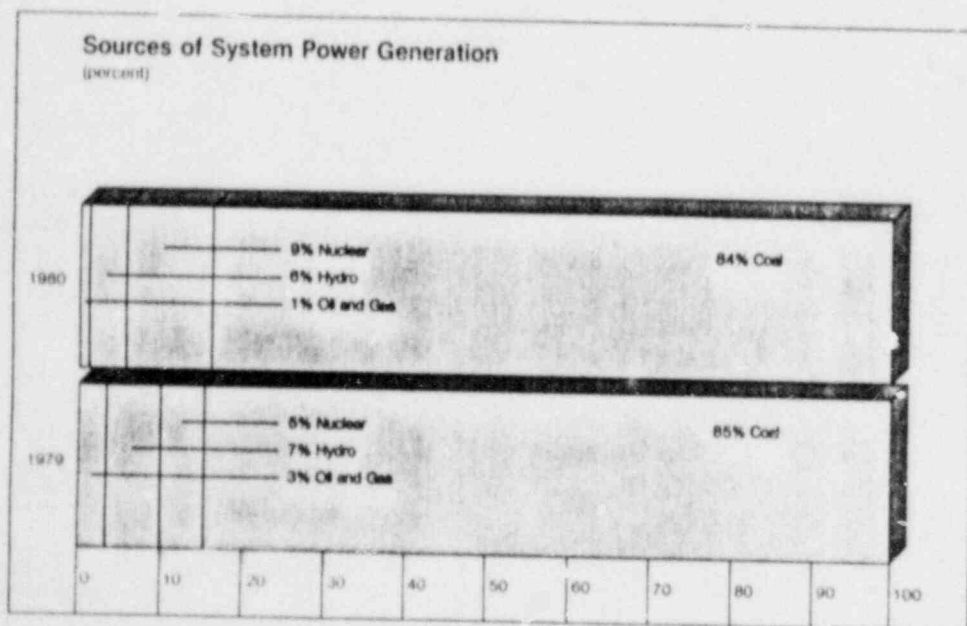 Sources of System Power Generation
(percent)
1980
9% Nuclear
6% Hydro
1% Oil and Gas
84% Coal
1979
5% Nuclear
7% Hydro
3% Oil and Gas
85% Coal
0 10 20 30 40 50 60 70 80 90 100